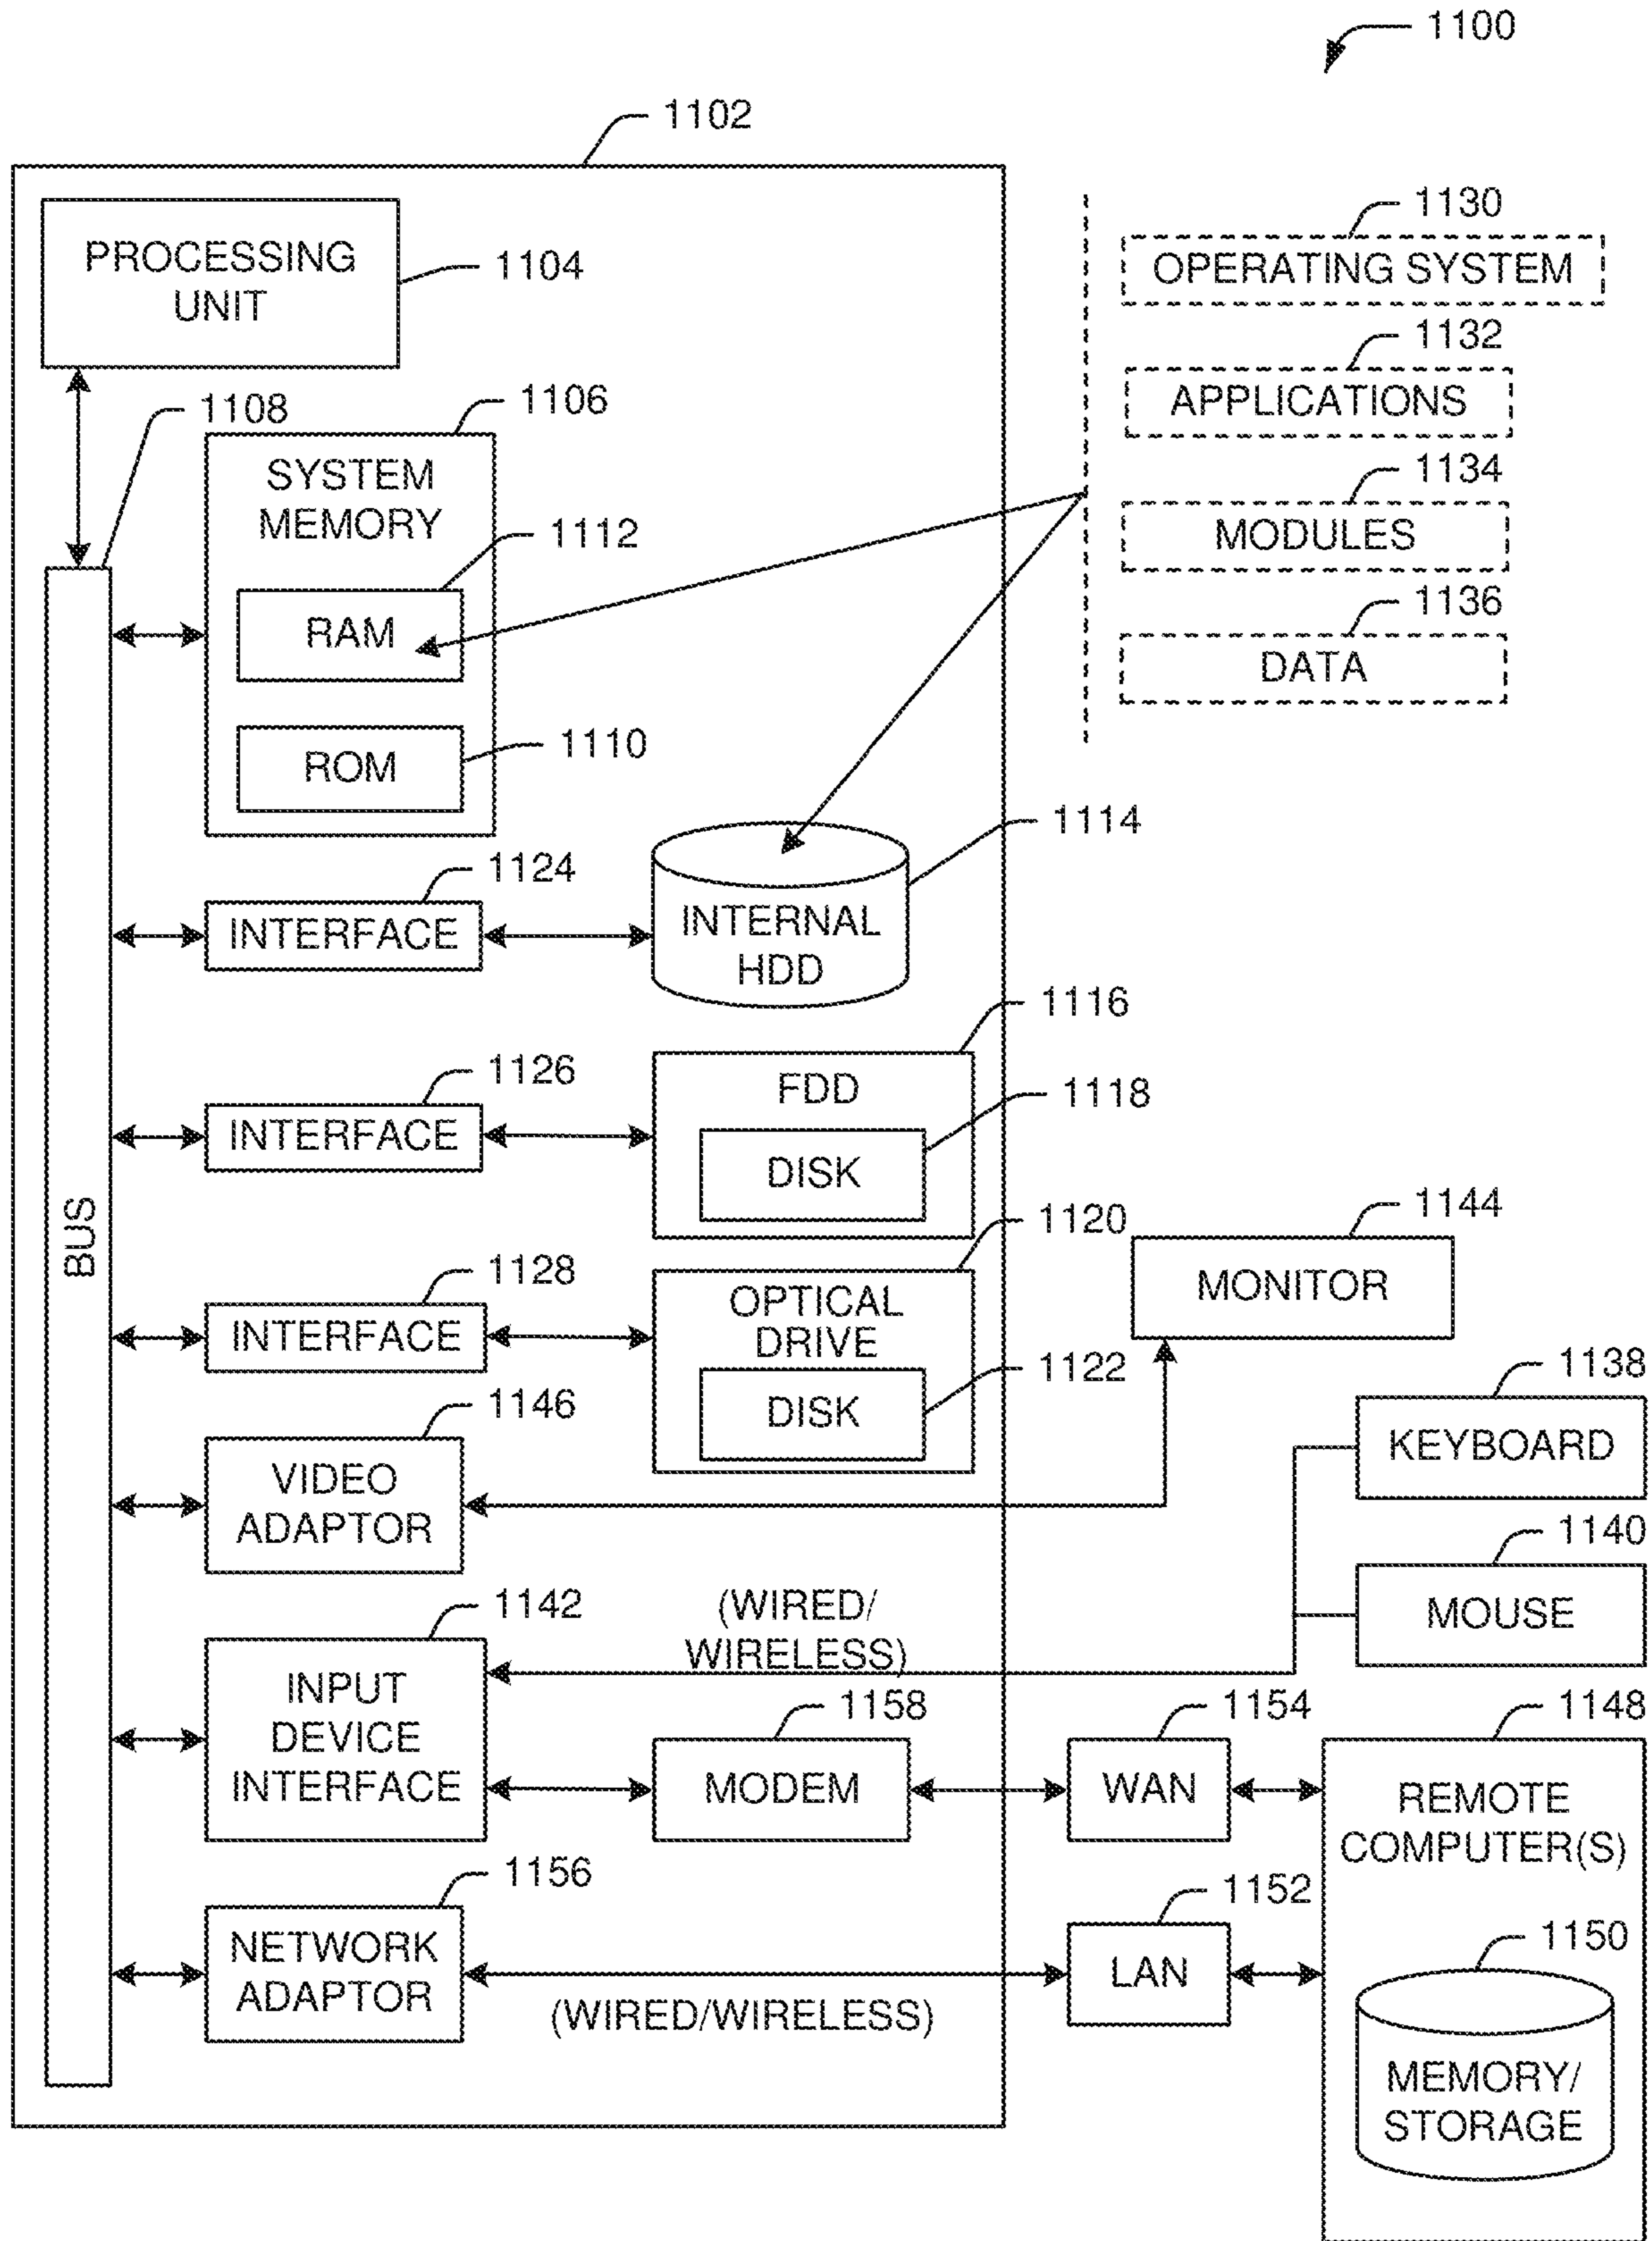 1100
1102
PROCESSING
UNIT
1104
1130
OPERATING SYSTEM
1132
APPLICATIONS
1134
MODULES
1136
DATA
1108
1106
SYSTEM
MEMORY
1112
RAM
1110
ROM
1114
INTERNAL
HDD
1124
INTERFACE
1116
FDD
1118
DISK
1126
INTERFACE
BUS
1120
OPTICAL
DRIVE
1122
DISK
1128
INTERFACE
1144
MONITOR
1146
VIDEO
ADAPTOR
1138
KEYBOARD
1140
MOUSE
1142
INPUT
DEVICE
INTERFACE
(WIRED/
WIRELESS)
1158
MODEM
1154
WAN
1148
REMOTE
COMPUTER(S)
1156
NETWORK
ADAPTOR
(WIRED/WIRELESS)
1152
LAN
1150
MEMORY/
STORAGE